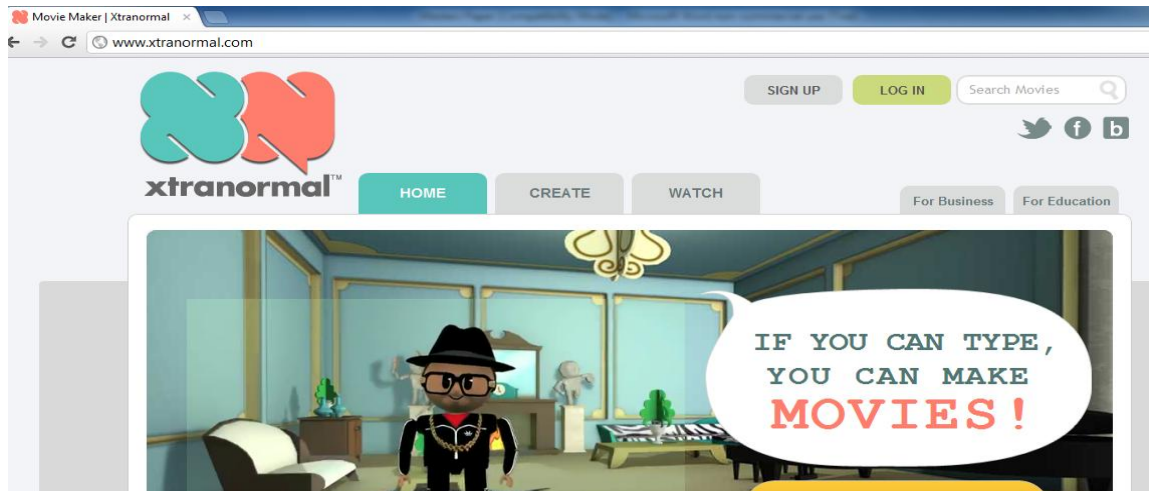 Movie Maker | Xtranormal
www.xtranormal.com
SIGN UP
LOG IN
Search Movies
xtranormal™
HOME
CREATE
WATCH
For Business
For Education
IF YOU CAN TYPE,
YOU CAN MAKE
MOVIES!